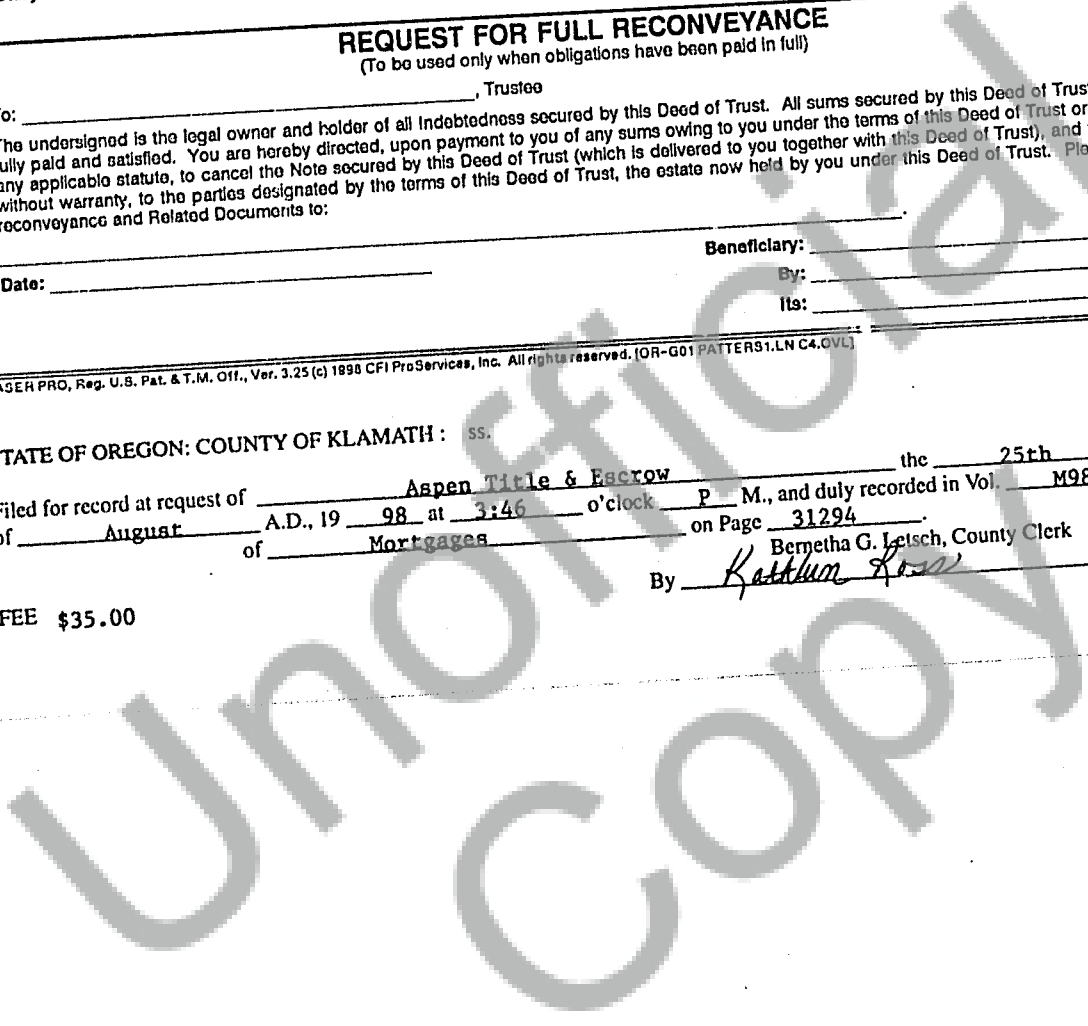 REQUEST FOR FULL RECONVEYANCE
(To be used only when obligations have been paid in full)
o: , Trustee
The undersigned is the legal owner and holder of all Indebtedness secured by this Deed of Trust. All sums secured by this Deed of Trus
ully paid and satisfied. You are hereby directed, upon payment to you of any sums owing to you under the terms of this Deed of Trust or
any applicable statute, to cancel the Note secured by this Deed of Trust (which is delivered to you together with this Deed of Trust), and
without warranty, to the parties designated by the terms of this Deed of Trust, the estate now held by you under this Deed of Trust. Ple
reconveyance and Related Documents to:
Date:
Beneficiary:
By:
Its:
ASER PRO, Reg. U.S. Pat. & T.M. Off., Ver. 3.25 (c) 1998 CFI ProServices, Inc. All rights reserved. [OR-G01 PATTERS1.LN C4.OVL]
TATE OF OREGON: COUNTY OF KLAMATH : ss.
Filed for record at request of Aspen Title & Escrow the 25th
of August A.D., 19 98 at 3:46 o'clock P M., and duly recorded in Vol. M98
of Mortgages on Page 31294 .
Bernetha G. Letsch, County Clerk
By Kathlun Ross
FEE $35.00
Unofficial
Copy